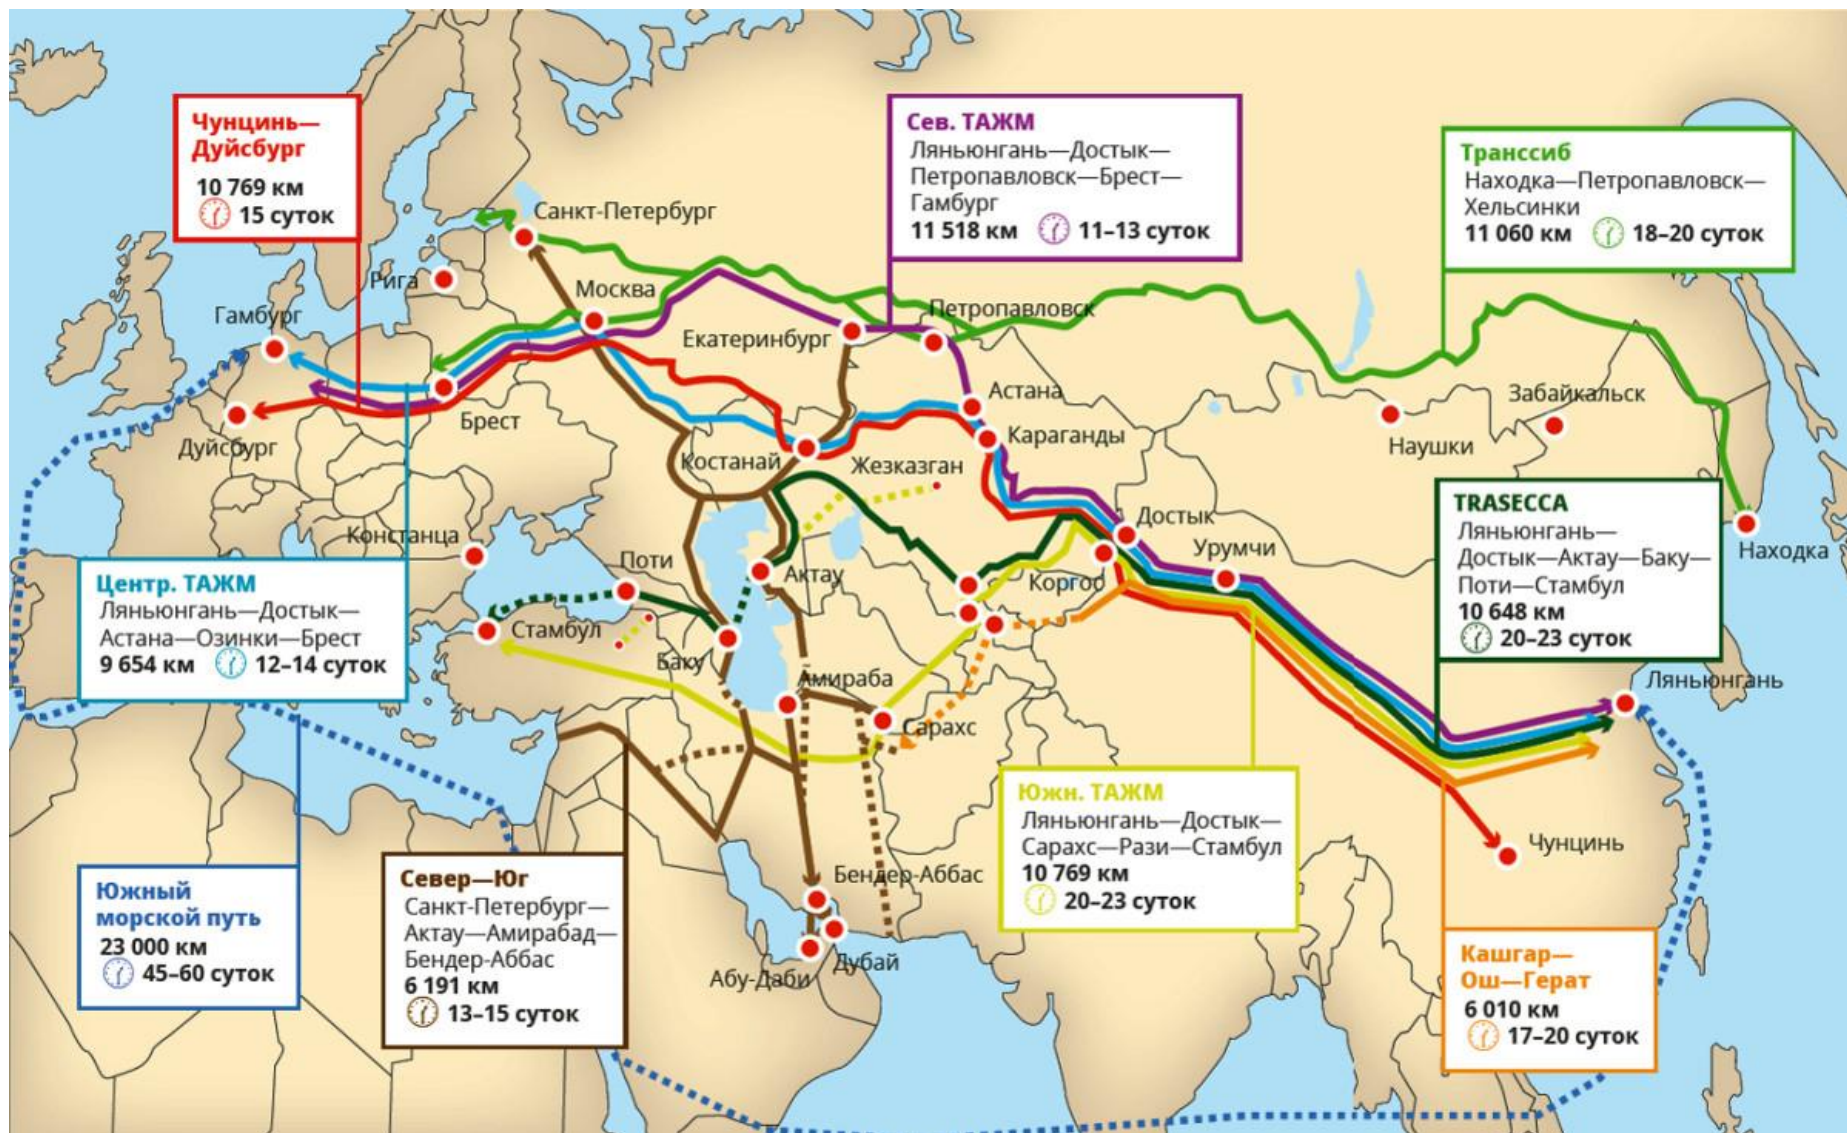 Чунцинь—
Дуйсбург
10 769 км
15 суток
Сев. ТАЖМ
Ляньюнгань—Достык—
Петропавловск—Брест—
Гамбург
11 518 км 11–13 суток
Транссиб
Находка—Петропавловск—
Хельсинки
11 060 км 18–20 суток
Санкт-Петербург
Рига
Москва
Гамбург
Петропавловск
Екатеринбург
Астана
Забайкальск
Брест
Дуйсбург
Караганды
Наушки
Костанай
Жезказган
TRASECCA
Ляньюнгань—
Достык—Актау—Баку—
Поти—Стамбул
10 648 км
20–23 суток
Достык
Констанца
Урумчи
Находка
Поти
Актау
Коргос
Центр. ТАЖМ
Ляньюнгань—Достык—
Астана—Озинки—Брест
9 654 км 12–14 суток
Стамбул
Баку
Амираба
Ляньюнгань
Сарахс
Южн. ТАЖМ
Ляньюнгань—Достык—
Сарахс—Рази—Стамбул
10 769 км
20–23 суток
Чунцинь
Южный
морской путь
23 000 км
45–60 суток
Север—Юг
Санкт-Петербург—
Актау—Амирабад—
Бендер-Аббас
6 191 км
13–15 суток
Бендер-Аббас
Дубай
Абу-Даби
Кашгар—
Ош—Герат
6 010 км
17–20 суток